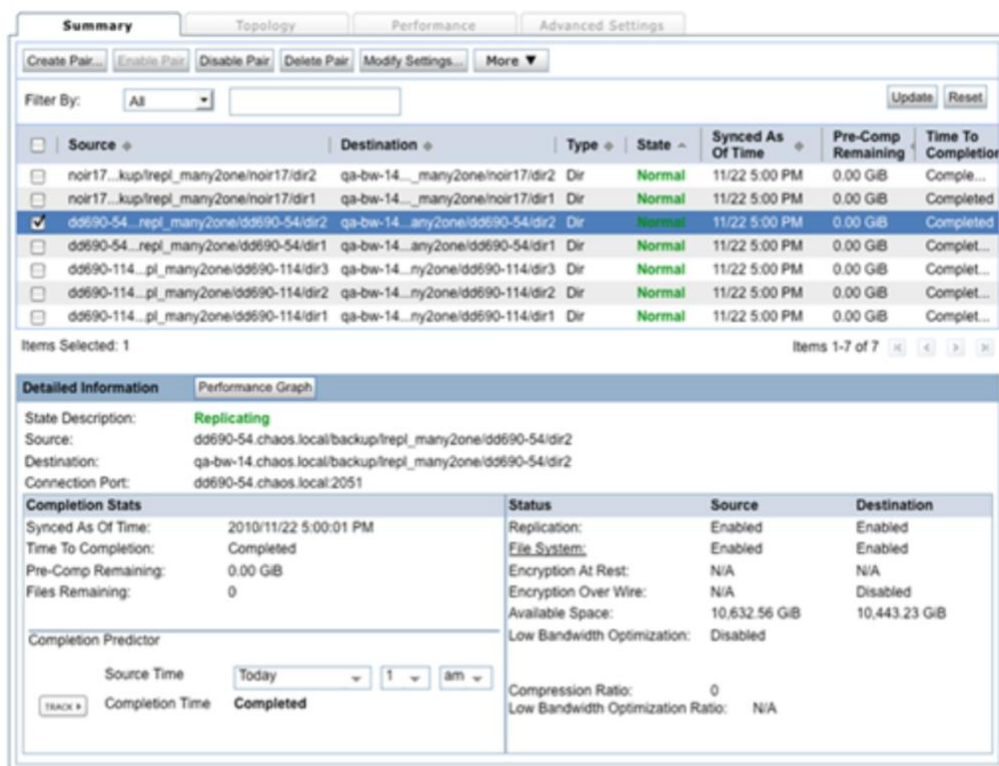 Summary Topology Performance Advanced Settings
Create Pair... Enable Pair Disable Pair Delete Pair Modify Settings... More ▼
Filter By: All Update Reset
Source Destination Type State Synced As Of Time Pre-Comp Remaining Time To Completion
noir17...kup/lrepl_many2one/noir17/dir2 qa-bw-14..._many2one/noir17/dir2 Dir Normal 11/22 5:00 PM 0.00 GiB Comple...
noir17...kup/lrepl_many2one/noir17/dir1 qa-bw-14..._many2one/noir17/dir1 Dir Normal 11/22 5:00 PM 0.00 GiB Completed
dd690-54...repl_many2one/dd690-54/dir2 qa-bw-14...any2one/dd690-54/dir2 Dir Normal 11/22 5:00 PM 0.00 GiB Completed
dd690-54...repl_many2one/dd690-54/dir1 qa-bw-14...any2one/dd690-54/dir1 Dir Normal 11/22 5:00 PM 0.00 GiB Complet...
dd690-114...pl_many2one/dd690-114/dir3 qa-bw-14...ny2one/dd690-114/dir3 Dir Normal 11/22 5:00 PM 0.00 GiB Complet...
dd690-114...pl_many2one/dd690-114/dir2 qa-bw-14...ny2one/dd690-114/dir2 Dir Normal 11/22 5:00 PM 0.00 GiB Complet...
dd690-114...pl_many2one/dd690-114/dir1 qa-bw-14...ny2one/dd690-114/dir1 Dir Normal 11/22 5:00 PM 0.00 GiB Complet...
Items Selected: 1 Items 1-7 of 7
Detailed Information Performance Graph
State Description: Replicating
Source: dd690-54.chaos.local/backup/lrepl_many2one/dd690-54/dir2
Destination: qa-bw-14.chaos.local/backup/lrepl_many2one/dd690-54/dir2
Connection Port: dd690-54.chaos.local:2051
Completion Stats
Synced As Of Time: 2010/11/22 5:00:01 PM
Time To Completion: Completed
Pre-Comp Remaining: 0.00 GiB
Files Remaining: 0
Completion Predictor
Source Time Today 1 am
TRACK Completion Time Completed
Status Source Destination
Replication: Enabled Enabled
File System: Enabled Enabled
Encryption At Rest: N/A N/A
Encryption Over Wire: N/A Disabled
Available Space: 10,632.56 GiB 10,443.23 GiB
Low Bandwidth Optimization: Disabled
Compression Ratio: 0
Low Bandwidth Optimization Ratio: N/A